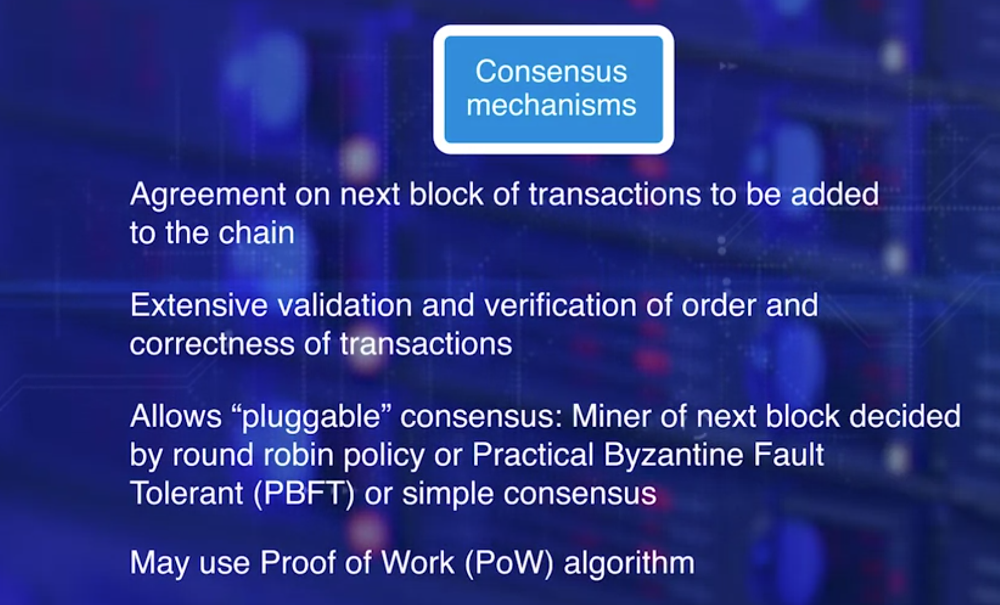 Consensus
mechanisms
Agreement on next block of transactions to be added
to the chain
Extensive validation and verification of order and
correctness of transactions
Allows “pluggable” consensus: Miner of next block decided
by round robin policy or Practical Byzantine Fault
Tolerant (PBFT) or simple consensus
May use Proof of Work (PoW) algorithm